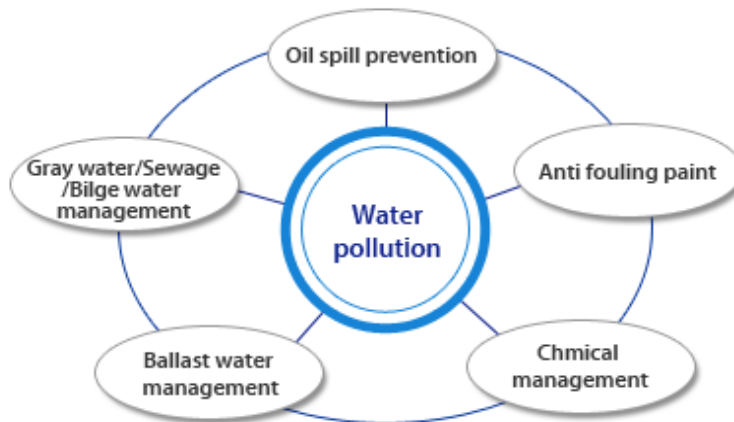 Oil spill prevention
Gray water/Sewage
/Bilge water
management
Anti fouling paint
Water
pollution
Ballast water
management
Chmical
management